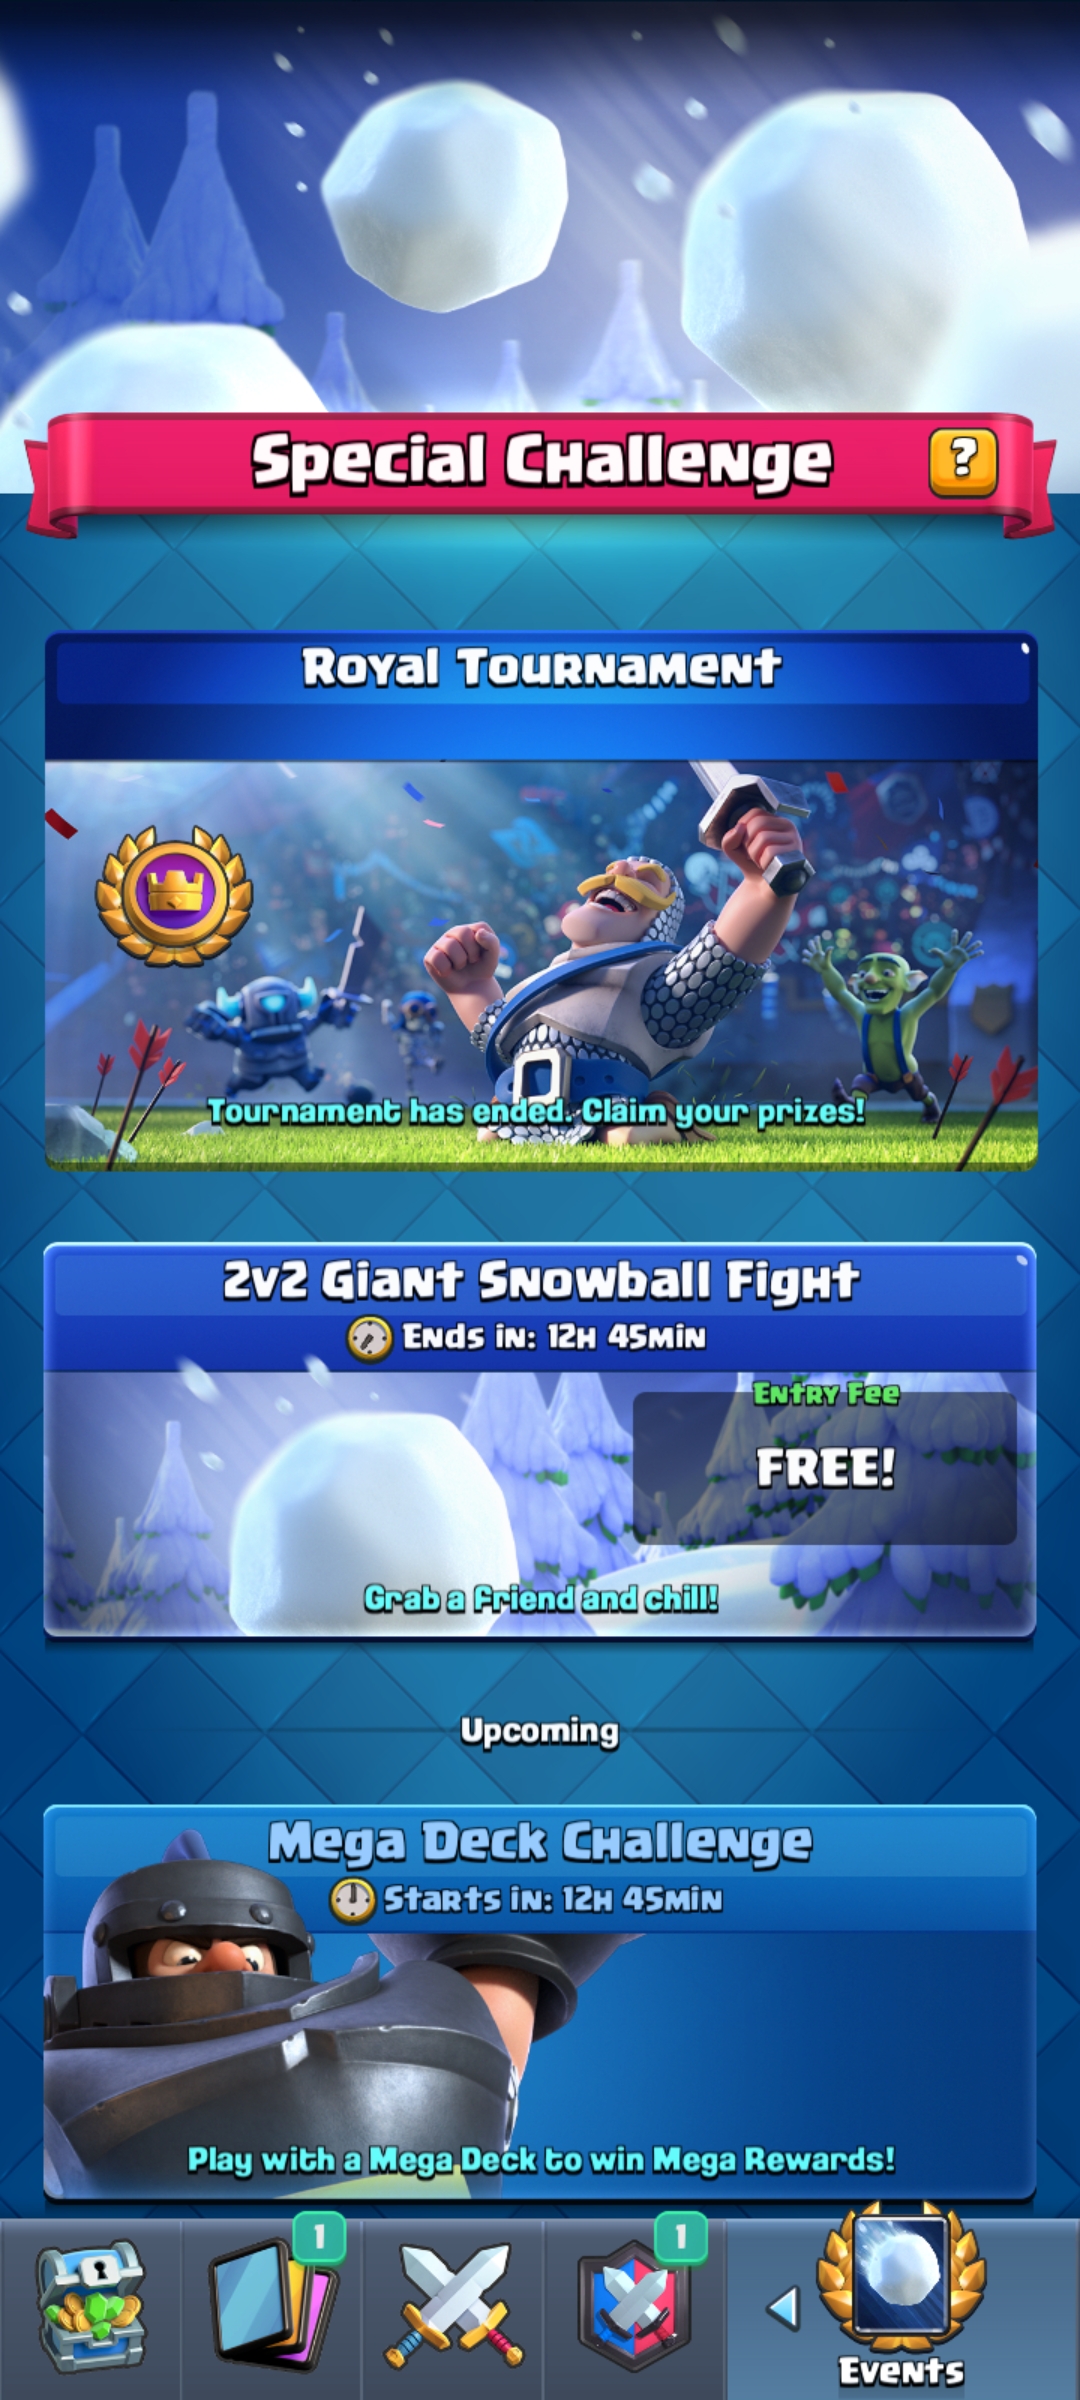 Special Challenge
?
Royal Tournament
Tournament has ended. Claim your prizes!
2v2 Giant Snowball Fight
Ends in: 12h 45min
Entry Fee
FREE!
Grab a friend and chill!
Upcoming
Mega Deck Challenge
Starts in: 12h 45min
Play with a Mega Deck to win Mega Rewards!
1
1
Events